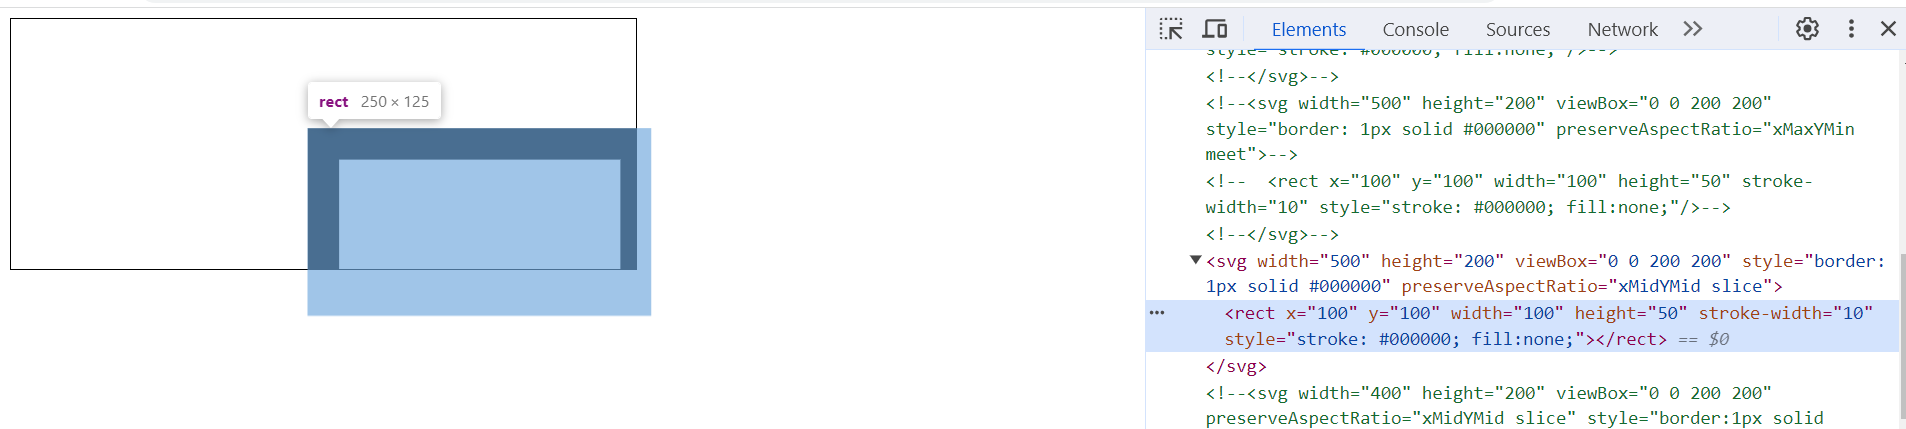 Elements Console Sources Network
style="stroke: #000000; fill:none;"/>-->
<!--</svg>-->
<!--<svg width="500" height="200" viewBox="0 0 200 200"
style="border: 1px solid #000000" preserveAspectRatio="xMaxYMin
meet">-->
rect 250 × 125
<!--  <rect x="100" y="100" width="100" height="50" stroke-
width="10" style="stroke: #000000; fill:none;"/>-->
<!--</svg>-->
<svg width="500" height="200" viewBox="0 0 200 200" style="border:
1px solid #000000" preserveAspectRatio="xMidYMid slice">
<rect x="100" y="100" width="100" height="50" stroke-width="10"
style="stroke: #000000; fill:none;"></rect> == $0
</svg>
<!--<svg width="400" height="200" viewBox="0 0 200 200"
preserveAspectRatio="xMidYMid slice" style="border:1px solid